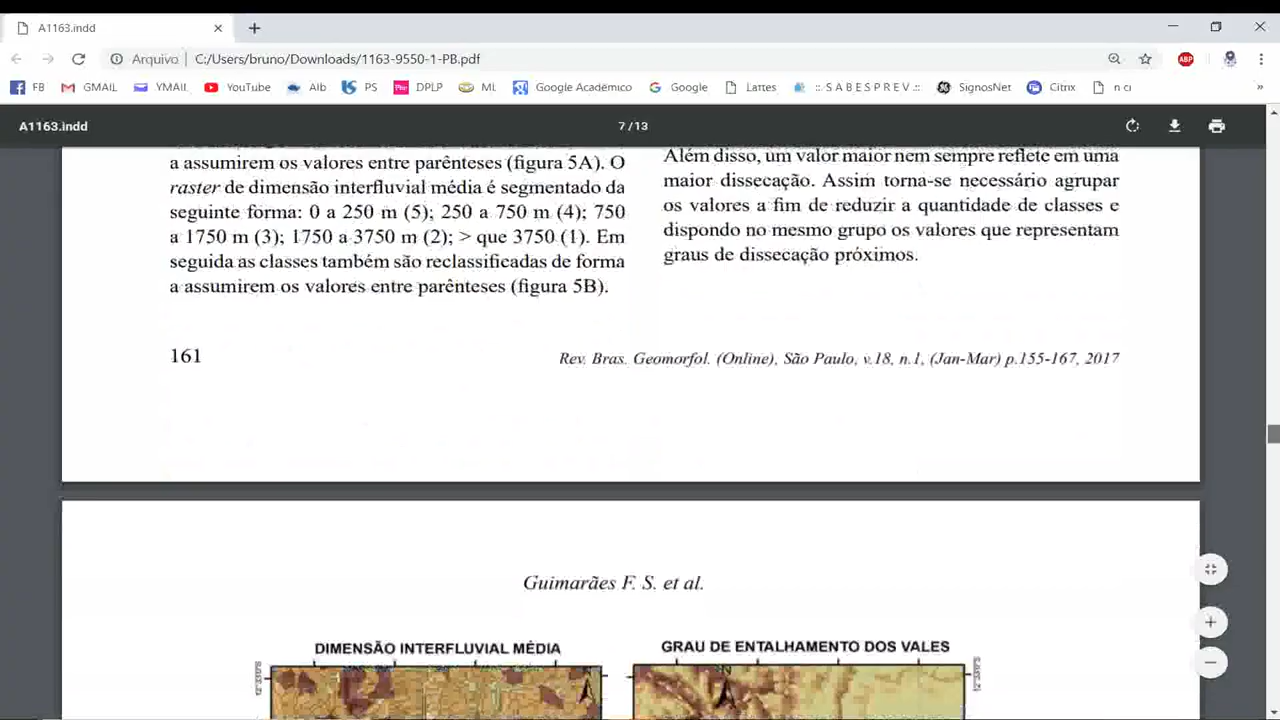 A1163.indd
Arquivo
C:/Users/bruno/Downloads/1163-9550-1-PB.pdf
ABP
FB
GMAIL
YMAIL
YouTube
PS
DPLP
ML
Google Acadêmico
Google
Lattes
:: S A B E S P R E V ::.
SignosNet
Citrix
A1163.indd
7 / 13
a assumirem os valores entre parênteses (figura 5A). O
raster de dimensão interfluvial média é segmentado da
seguinte forma: 0 a 250 m (5); 250 a 750 m (4); 750
a 1750 m (3); 1750 a 3750 m (2); > que 3750 (1). Em
seguida as classes também são reclassificadas de forma
a assumirem os valores entre parênteses (figura 5B).
Além disso, um valor maior nem sempre reflete em uma
maior dissecação. Assim torna-se necessário agrupar
os valores a fim de reduzir a quantidade de classes e
dispondo no mesmo grupo os valores que representam
graus de dissecação próximos.
161
Rev. Bras. Geomorfol. (Online), São Paulo, v.18, n.1, (Jan-Mar) p.155-167, 2017
Guimarães F. S. et al.
DIMENSÃO INTERFLUVIAL MÉDIA
GRAU DE ENTALHAMENTO DOS VALES